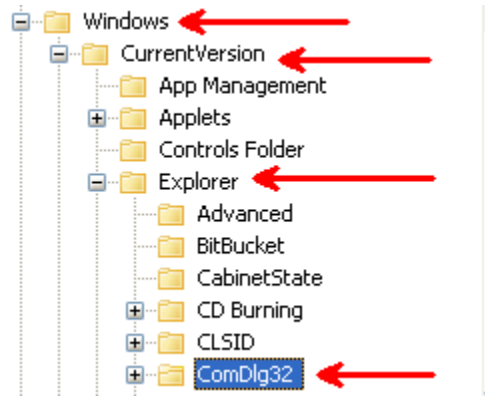 Windows
CurrentVersion
App Management
Applets
Controls Folder
Explorer
Advanced
BitBucket
CabinetState
CD Burning
CLSID
ComDlg32